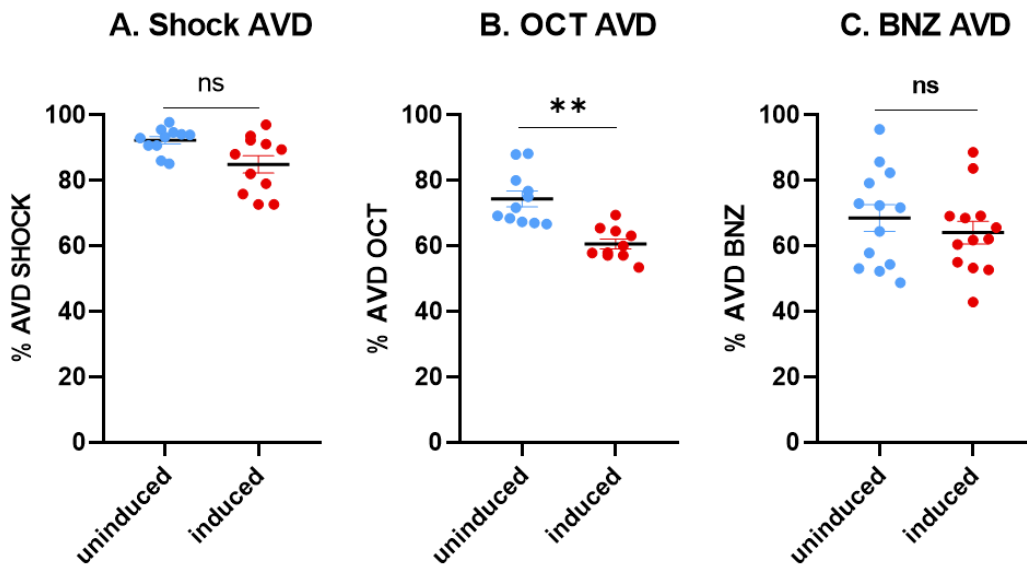 A. Shock AVD
B. OCT AVD
C. BNZ AVD
ns
**
ns
% AVD SHOCK
100
80
60
40
20
0
uninduced
induced
% AVD OCT
100
80
60
40
20
0
uninduced
induced
% AVD BNZ
100
80
60
40
20
0
uninduced
induced